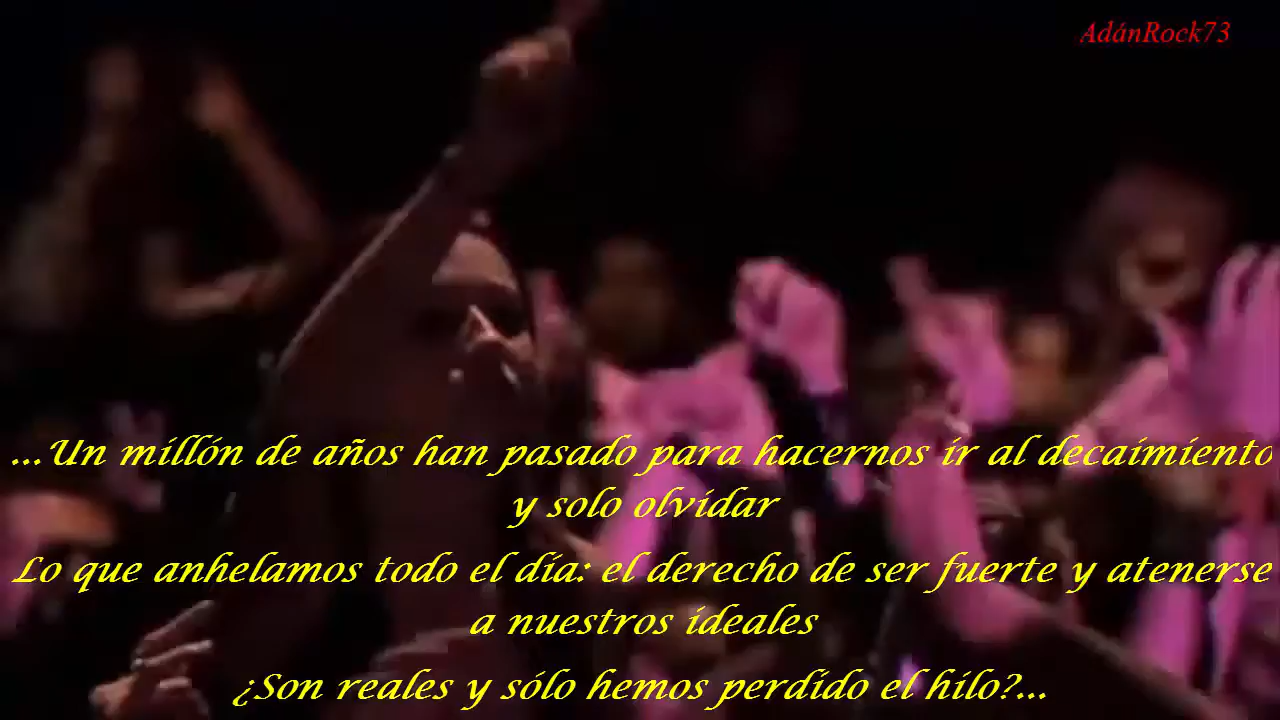 AdánRock73
...Un millón de años han pasado para hacernos ir al decaimiento
y solo olvidar
Lo que anhelamos todo el día: el derecho de ser fuerte y atenerse
a nuestros ideales
¿Son reales y sólo hemos perdido el hilo?...